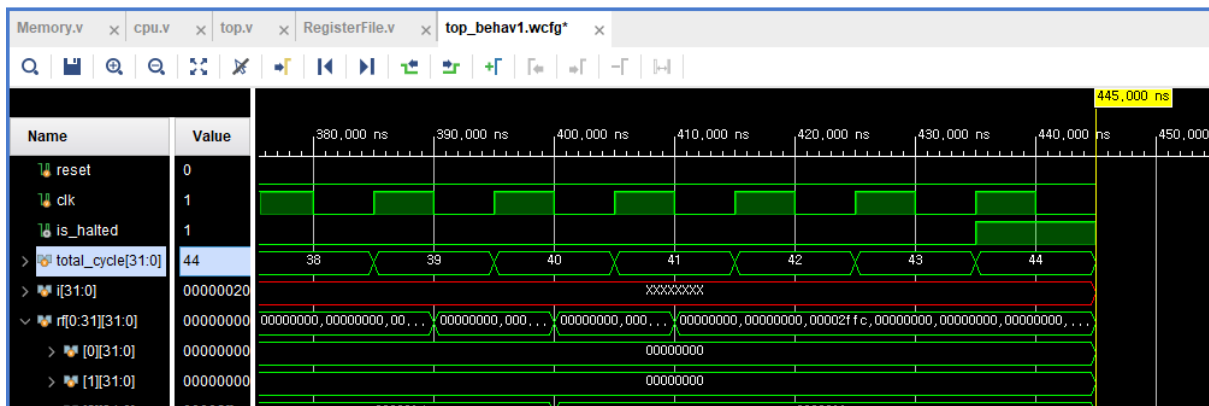 Memory.v × cpu.v × top.v × RegisterFile.v × top_behav1.wcfg* ×
445,000 ns
Name Value 380,000 ns 390,000 ns 400,000 ns 410,000 ns 420,000 ns 430,000 ns 440,000 ns 450,000
reset 0
clk 1
is_halted 1
total_cycle[31:0] 44 38 39 40 41 42 43 44
i[31:0] 00000020 XXXXXXXX
rf[0:31][31:0] 00000000 00000000,00000000,00... 00000000,000... 00000000,000... 00000000,00000000,00002ffc,00000000,00000000,00000000,...
[0][31:0] 00000000 00000000
[1][31:0] 00000000 00000000